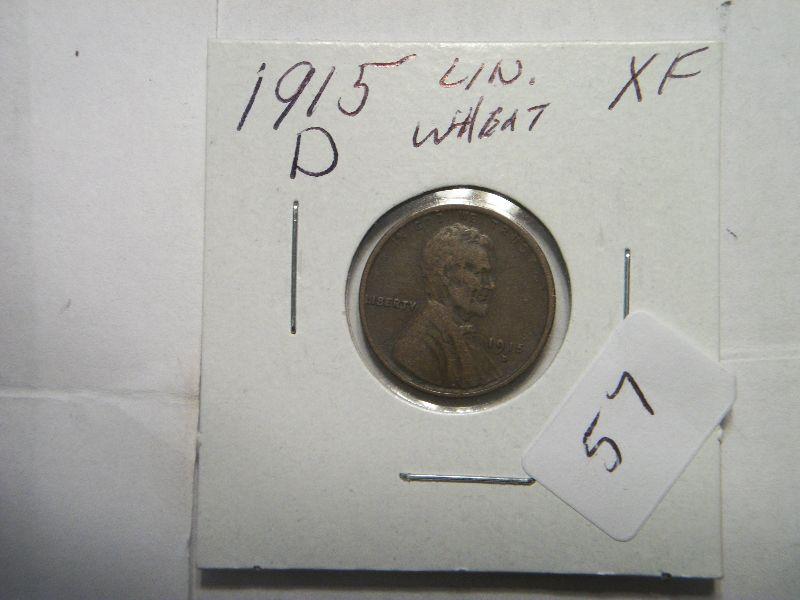 1915 LIN. XF
D WHEAT
IN GOD WE TRUST
LIBERTY
1915
D
57